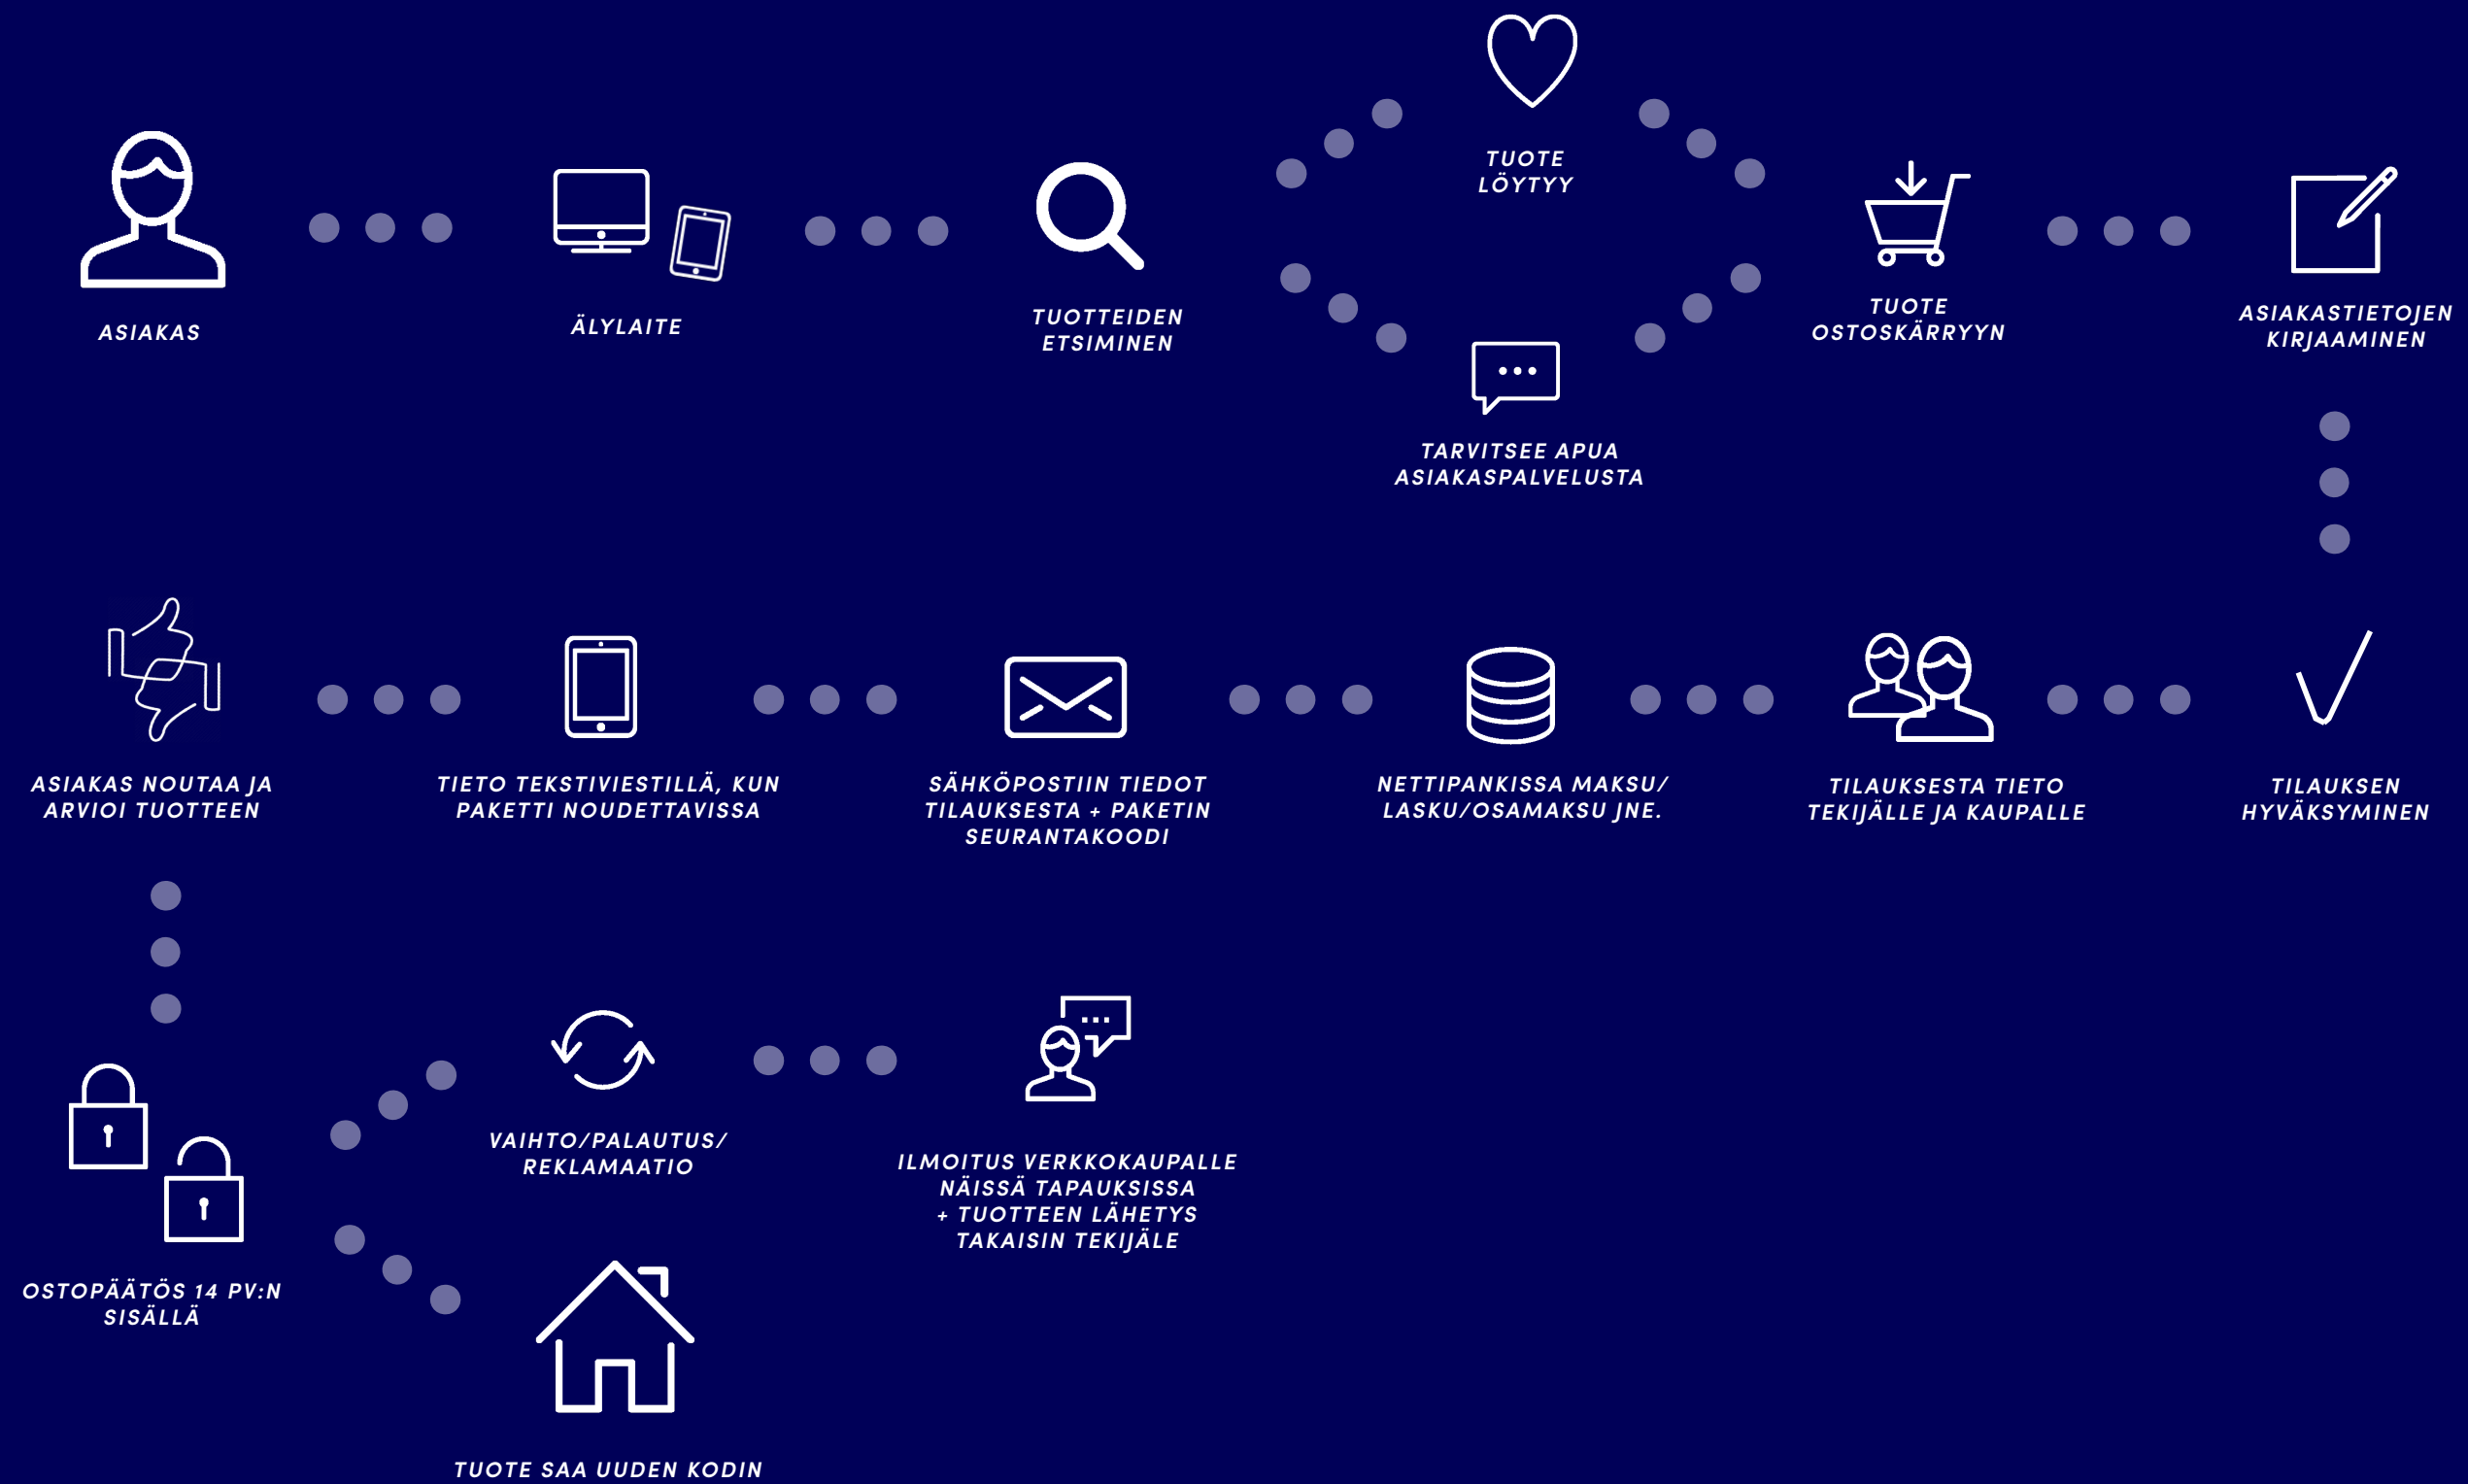 ASIAKAS
ÄLYLAITE
TUOTTEIDEN
ETSIMINEN
TUOTE
LÖYTYY
TARVITSEE APUA
ASIAKASPALVELUSTA
TUOTE
OSTOSKÄRRYYN
ASIAKASTIETOJEN
KIRJAAMINEN
TILAUKSEN
HYVÄKSYMINEN
TILAUKSESTA TIETO
TEKIJÄLLE JA KAUPALLE
NETTIPANKISSA MAKSU/
LASKU/OSAMAKSU JNE.
SÄHKÖPOSTIIN TIEDOT
TILAUKSESTA + PAKETIN
SEURANTAKOODI
TIETO TEKSTIVIESTILLÄ, KUN
PAKETTI NOUDETTAVISSA
ASIAKAS NOUTAA JA
ARVIOI TUOTTEEN
OSTOPÄÄTÖS 14 PV:N
SISÄLLÄ
VAIHTO/PALAUTUS/
REKLAMAATIO
ILMOITUS VERKKOKAUPALLE
NÄISSÄ TAPAUKSISSA
+ TUOTTEEN LÄHETYS
TAKAISIN TEKIJÄLE
TUOTE SAA UUDEN KODIN